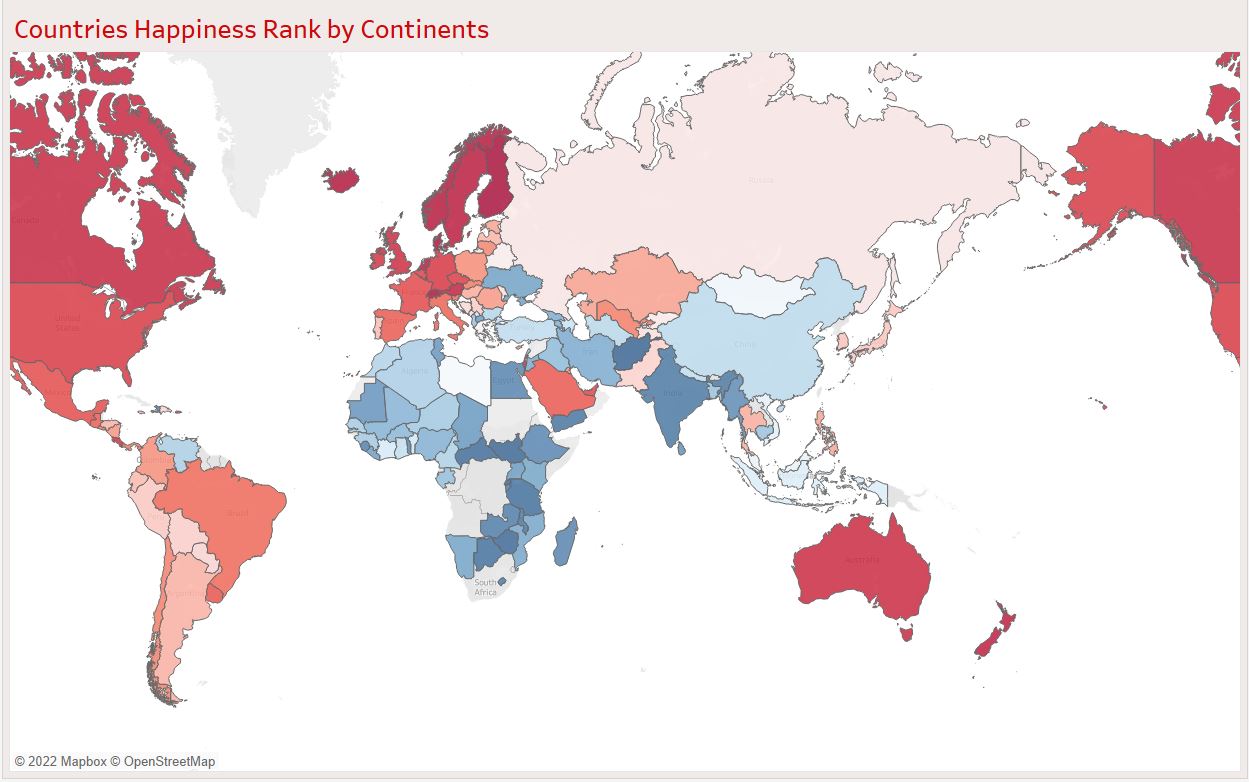 Countries Happiness Rank by Continents
Russia
Canada
United
States
Mexico
Turkey
China
Iran
Algeria
Egypt
India
Brazil
Argentina
Australia
South
Africa
© 2022 Mapbox © OpenStreetMap